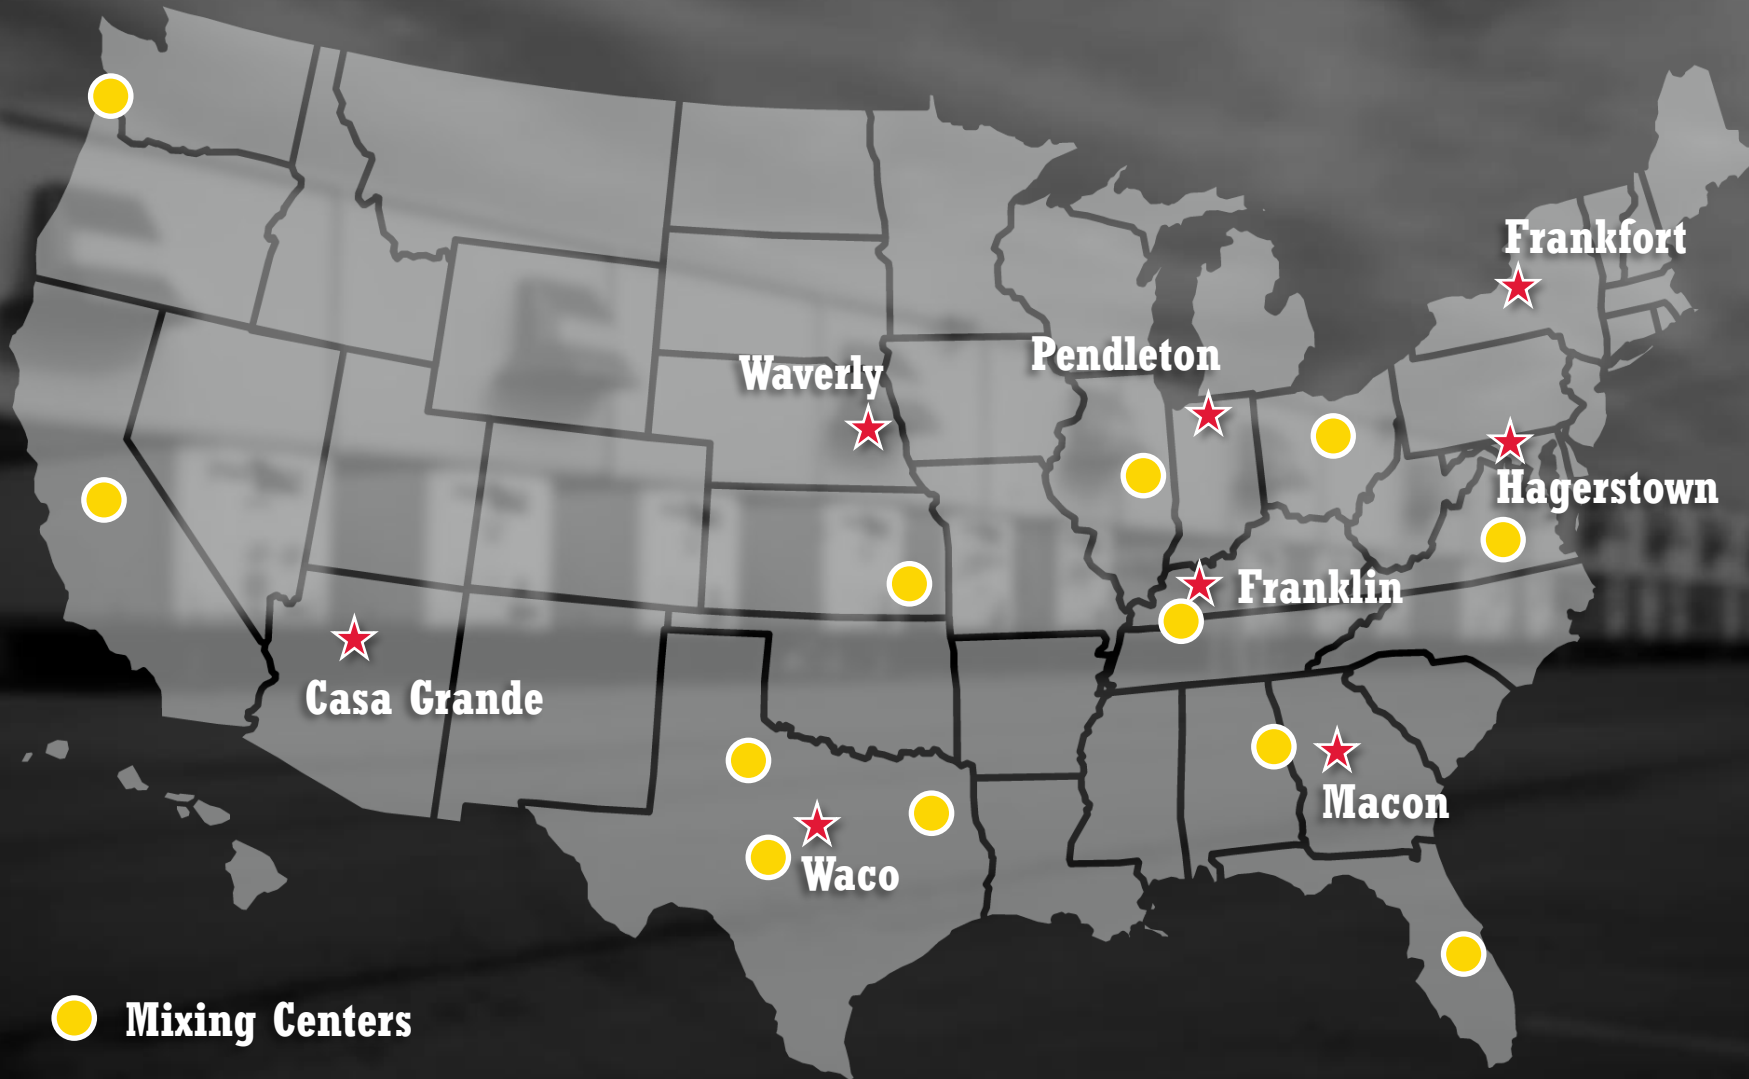 Frankfort
Pendleton
Waverly
Hagerstown
Franklin
Casa Grande
Macon
Waco
Mixing Centers